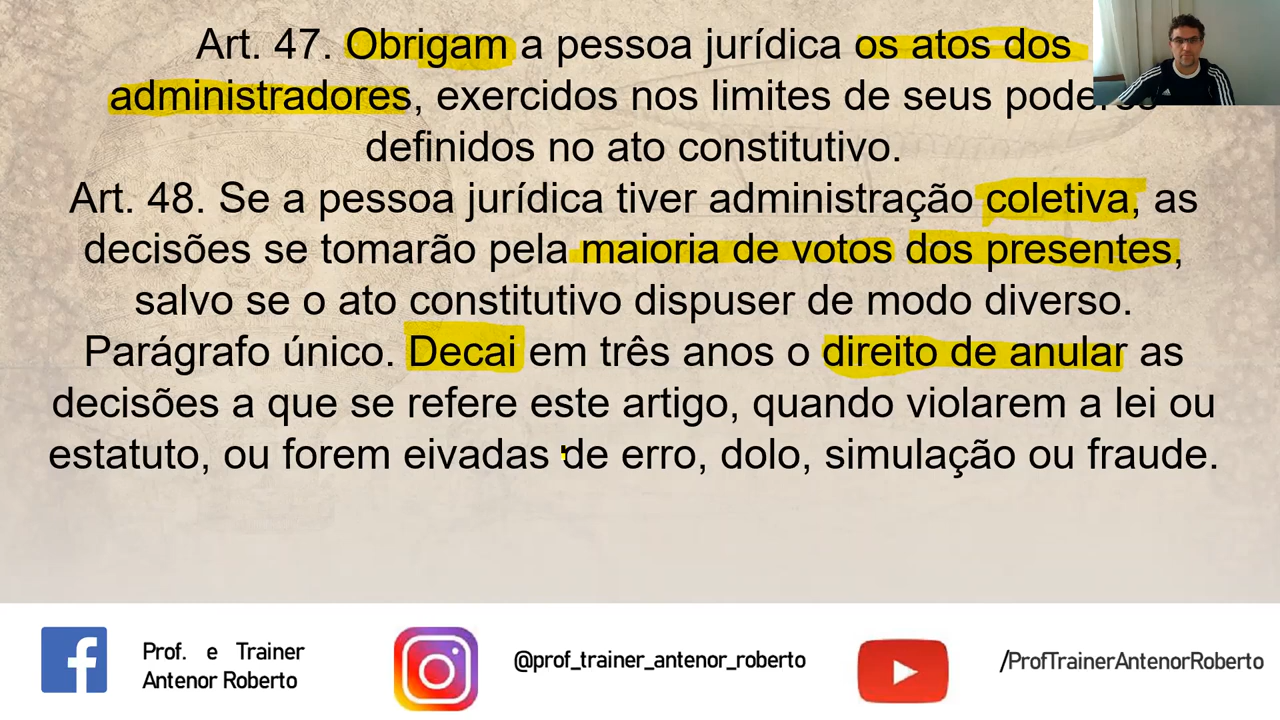 Art. 47. Obrigam a pessoa jurídica os atos dos
administradores, exercidos nos limites de seus poderes
definidos no ato constitutivo.
Art. 48. Se a pessoa jurídica tiver administração coletiva, as
decisões se tomarão pela maioria de votos dos presentes,
salvo se o ato constitutivo dispuser de modo diverso.
Parágrafo único. Decai em três anos o direito de anular as
decisões a que se refere este artigo, quando violarem a lei ou
estatuto, ou forem eivadas de erro, dolo, simulação ou fraude.
Prof. e Trainer
Antenor Roberto
@prof_trainer_antenor_roberto
/ProfTrainerAntenorRoberto